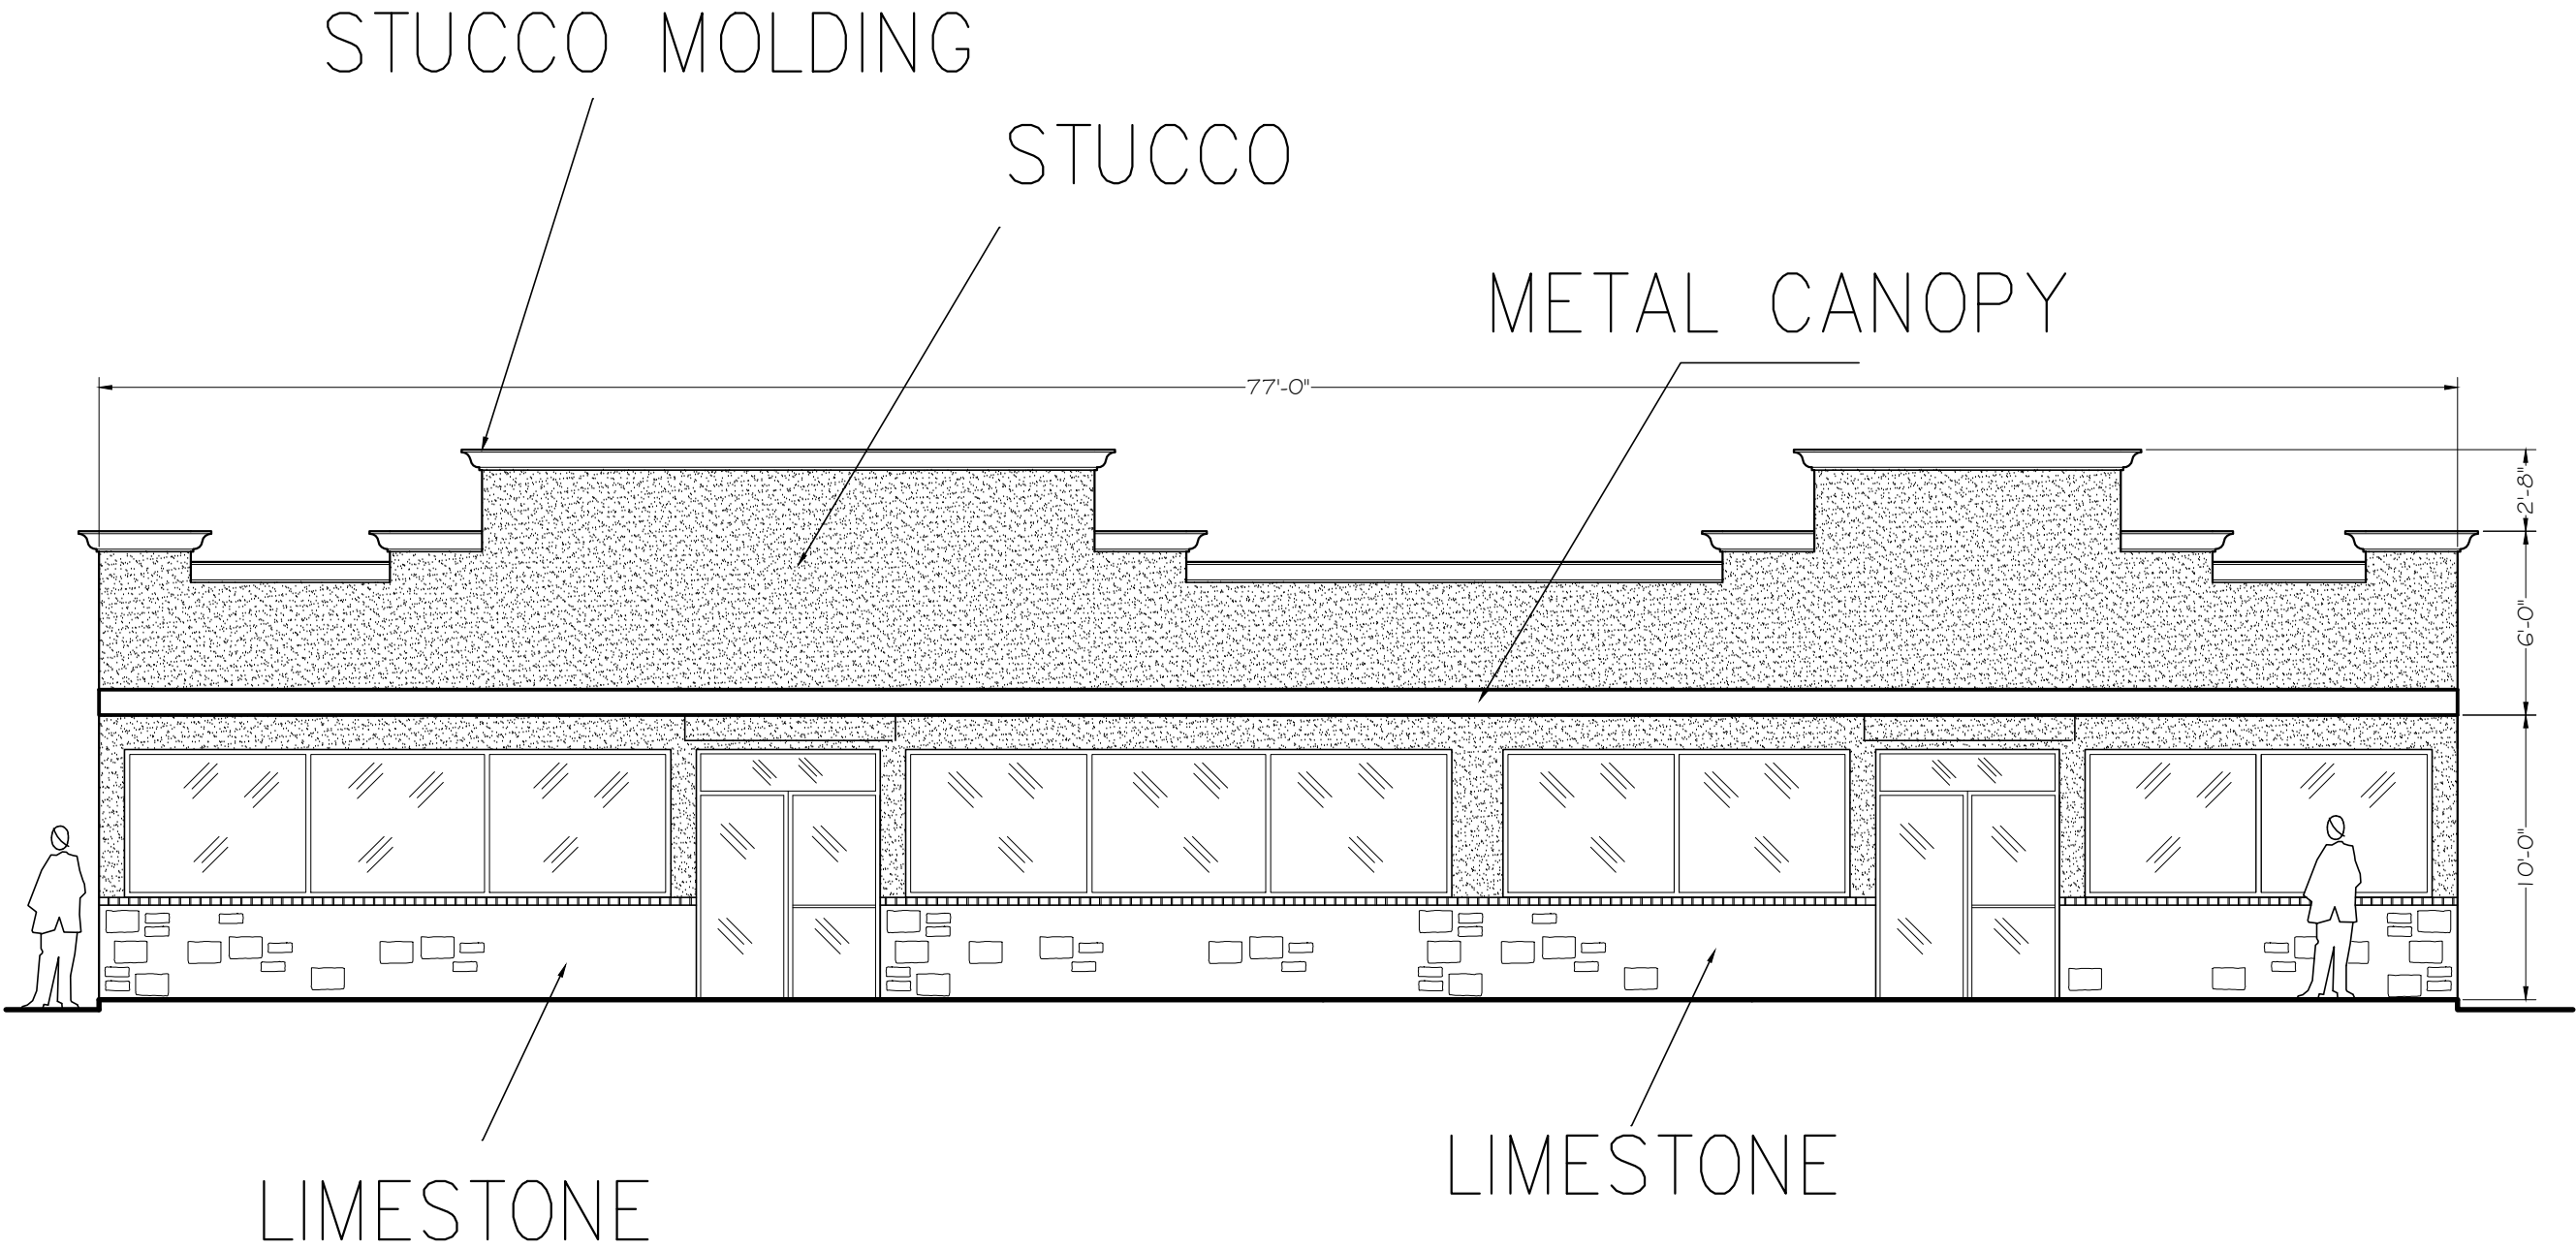 STUCCO MOLDING
STUCCO
METAL CANOPY
77'-0"
2'-8"
6'-0"
10'-0"
LIMESTONE
LIMESTONE